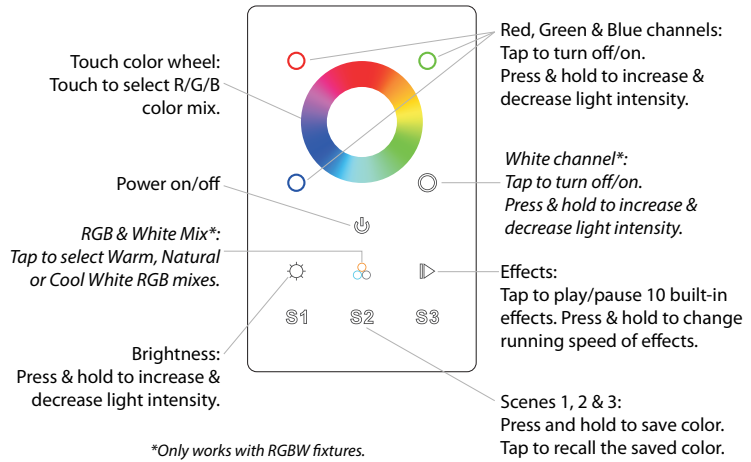 Touch color wheel:
Touch to select R/G/B
color mix.
Power on/off
RGB & White Mix*:
Tap to select Warm, Natural
or Cool White RGB mixes.
Brightness:
Press & hold to increase &
decrease light intensity.
S1 S2 S3
Red, Green & Blue channels:
Tap to turn off/on.
Press & hold to increase &
decrease light intensity.
White channel*:
Tap to turn off/on.
Press & hold to increase &
decrease light intensity.
Effects:
Tap to play/pause 10 built-in
effects. Press & hold to change
running speed of effects.
Scenes 1, 2 & 3:
Press and hold to save color.
Tap to recall the saved color.
*Only works with RGBW fixtures.